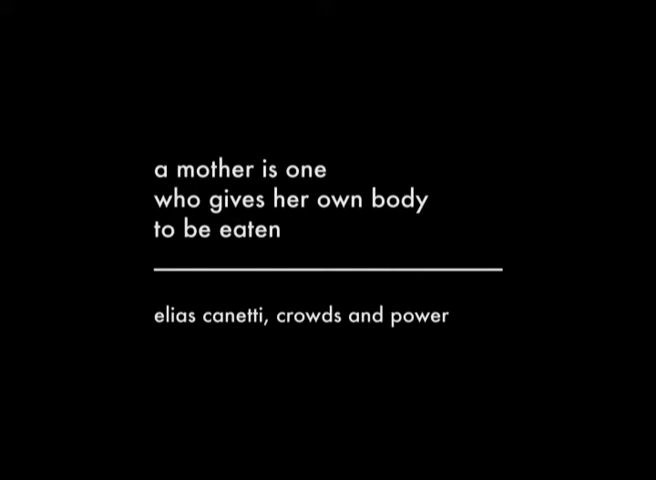 a mother is one
who gives her own body
to be eaten
elias canetti, crowds and power